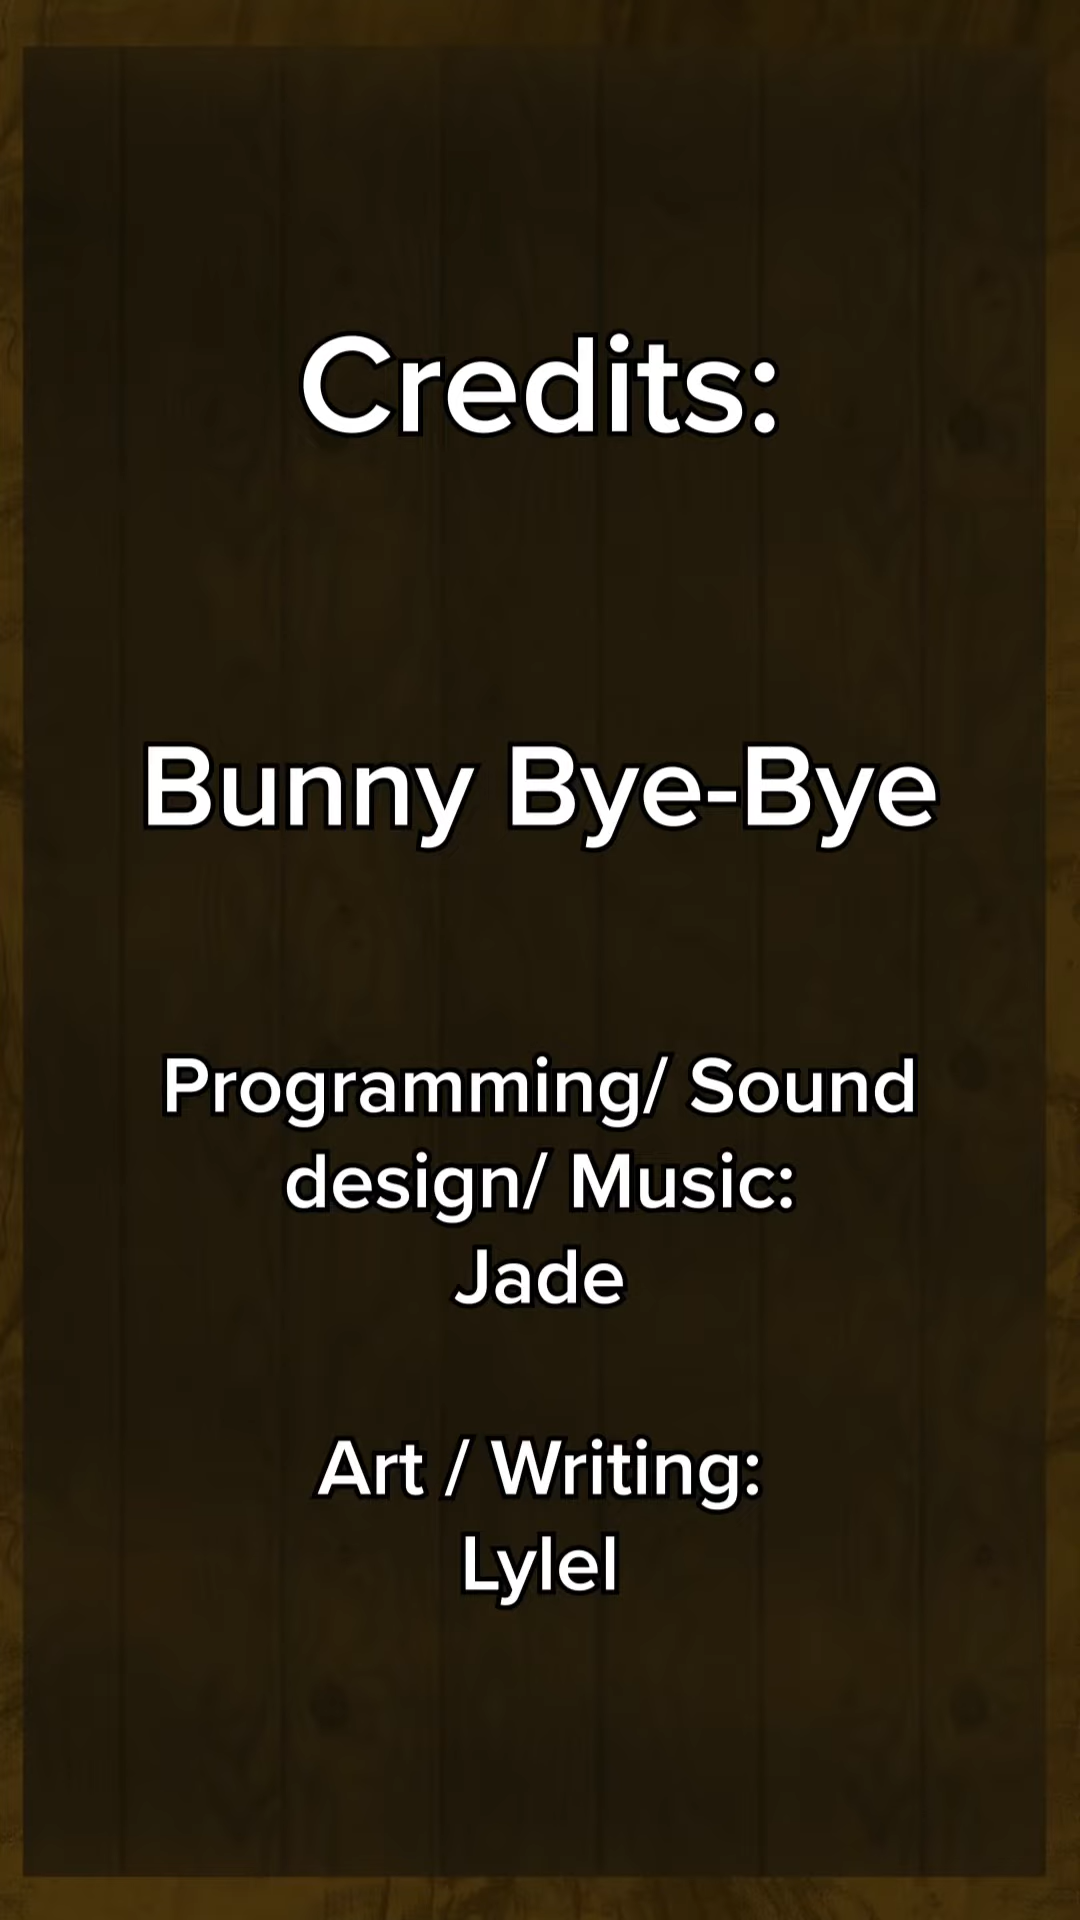 Credits:
Bunny Bye-Bye
Programming/ Sound
design/ Music:
Jade
Art / Writing:
Lylel